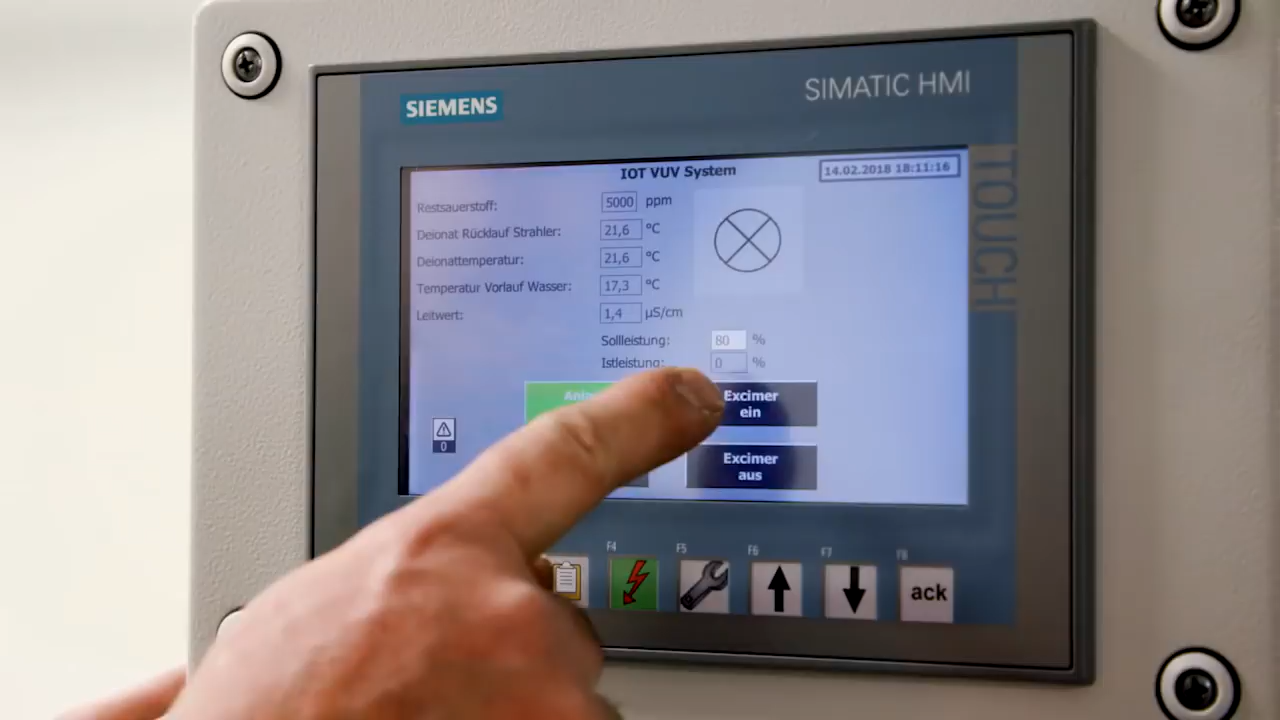 SIEMENS
SIMATIC HMI
TOUCH
IOT VUV System
14.02.2018 18:11:16
Restsauerstoff: 5000 ppm
Deionat Rücklauf Strahler: 21,6 °C
Deionattemperatur: 21,6 °C
Temperatur Vorlauf Wasser: 17,3 °C
Leitwert: 1,4 µS/cm
Sollleistung: 80 %
Istleistung: 0 %
Excimer
ein
0
Excimer
aus
F4 F5 F6 F7 F8
ack